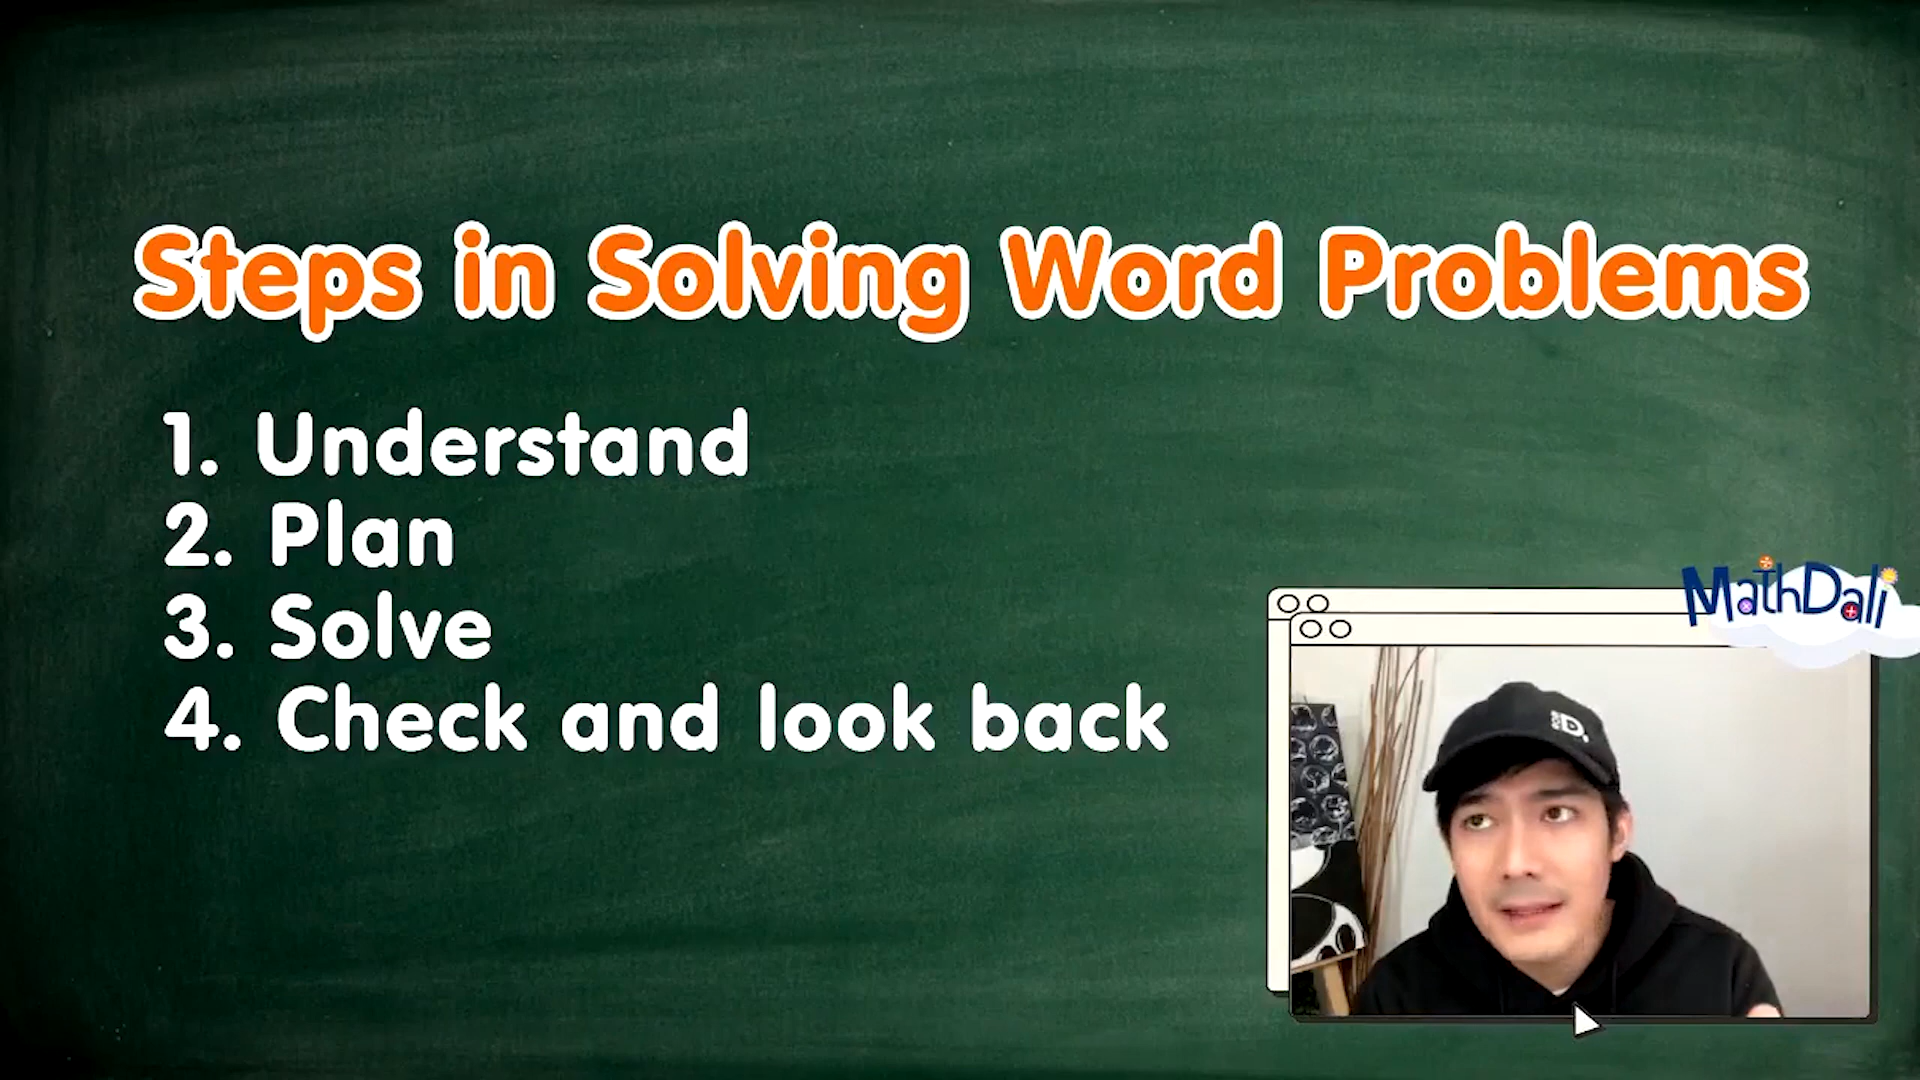 Steps in Solving Word Problems
1. Understand
2. Plan
3. Solve
4. Check and look back
MathDali